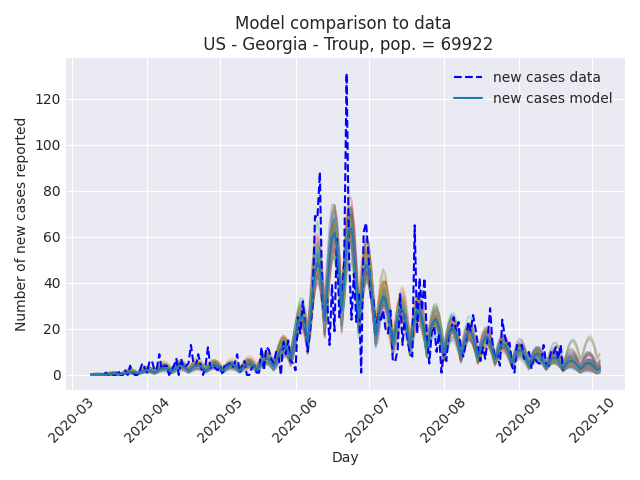 Model comparison to data
US - Georgia - Troup, pop. = 69922
new cases data
new cases model
Number of new cases reported
120
100
80
60
40
20
0
2020-03
2020-04
2020-05
2020-06
2020-07
2020-08
2020-09
2020-10
Day